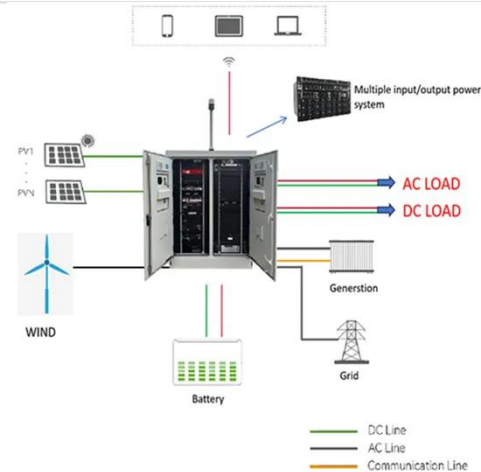 Multiple input/output power
system
PV1
PVN
AC LOAD
DC LOAD
WIND
Generstion
Grid
Battery
DC Line
AC Line
Communication Line